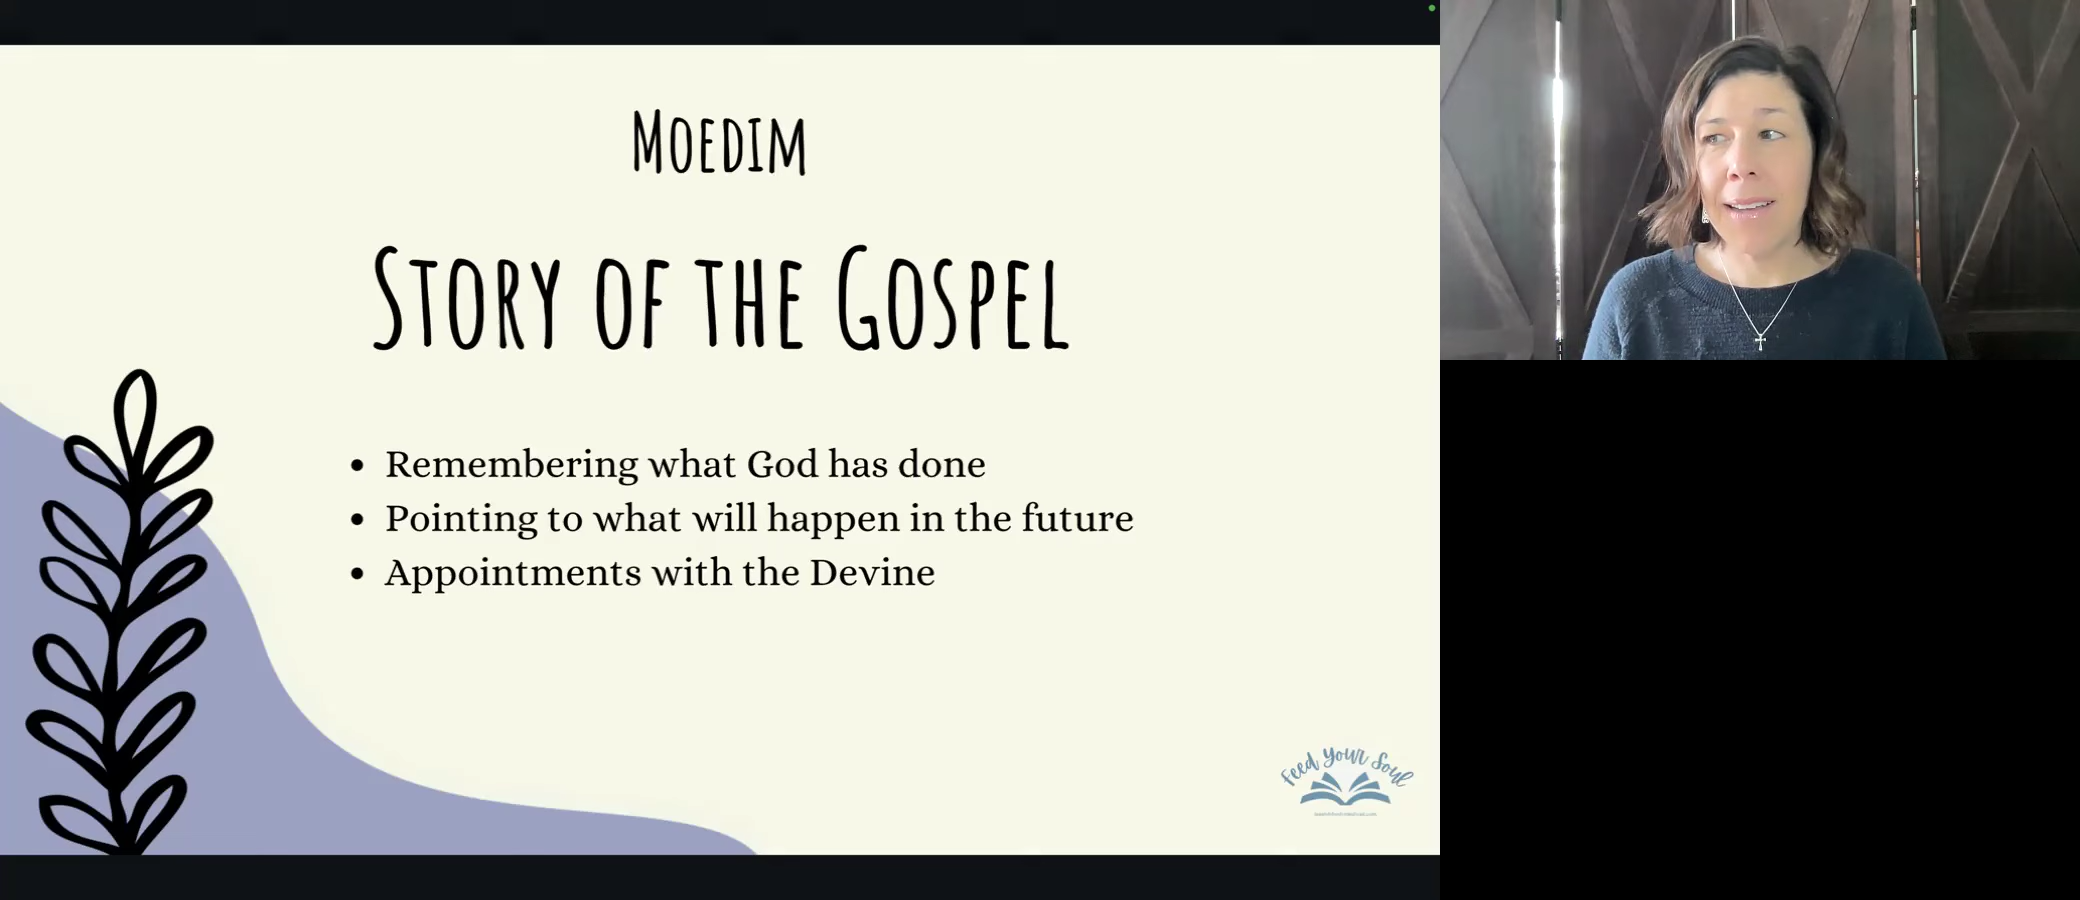 Moedim
Story of the Gospel
• Remembering what God has done
• Pointing to what will happen in the future
• Appointments with the Devine
Feed Your Soul